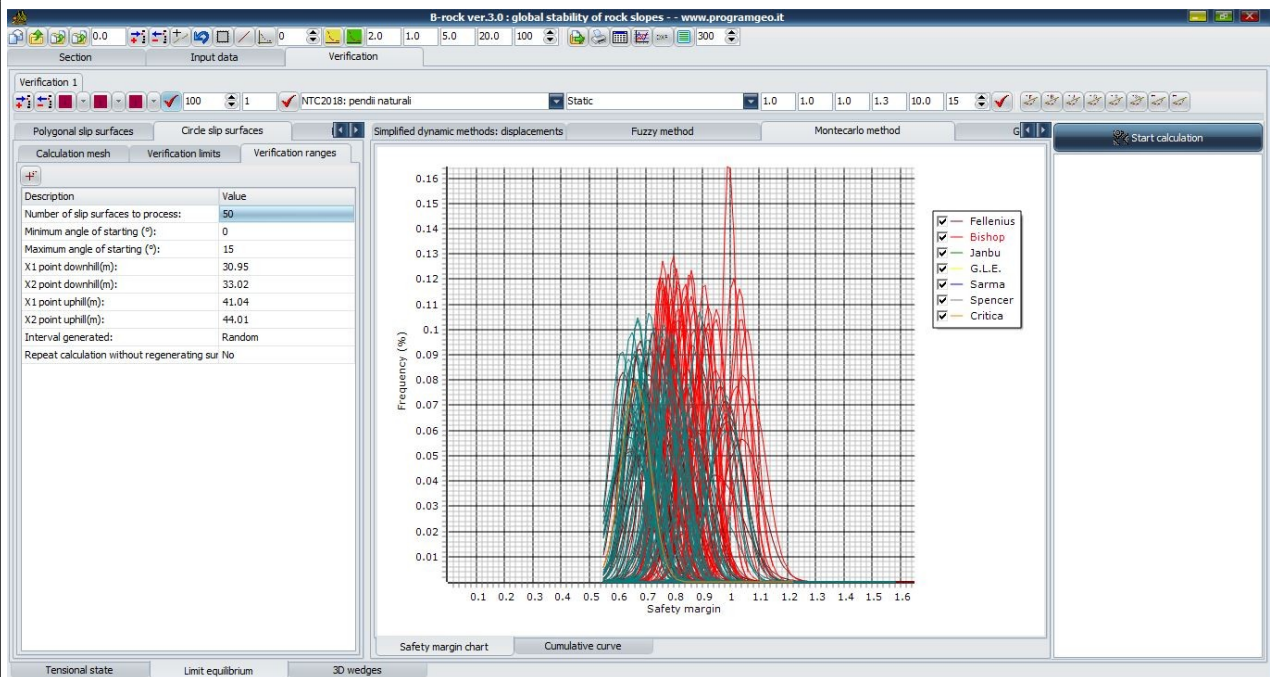 B-rock ver.3.0 : global stability of rock slopes - - www.programgeo.it
0.0 0 2.0 1.0 5.0 20.0 100 DXF 300
Section Input data Verification
Verification 1
100 1 NTC2018: pendii naturali Static 1.0 1.0 1.0 1.3 10.0 15
Polygonal slip surfaces Circle slip surfaces
Simplified dynamic methods: displacements Fuzzy method Montecarlo method G
Start calculation
Calculation mesh Verification limits Verification ranges
Description Value
Number of slip surfaces to process: 50
Minimum angle of starting (°): 0
Maximum angle of starting (°): 15
X1 point downhill(m): 30.95
X2 point downhill(m): 33.02
X1 point uphill(m): 41.04
X2 point uphill(m): 44.01
Interval generated: Random
Repeat calculation without regenerating sur No
0.16
0.15
0.14
0.13
0.12
0.11
0.1
0.09
0.08
0.07
0.06
0.05
0.04
0.03
0.02
0.01
Frequency (%)
0.1 0.2 0.3 0.4 0.5 0.6 0.7 0.8 0.9 1 1.1 1.2 1.3 1.4 1.5 1.6
Safety margin
Fellenius
Bishop
Janbu
G.L.E.
Sarma
Spencer
Critica
Safety margin chart Cumulative curve
Tensional state Limit equilibrium 3D wedges